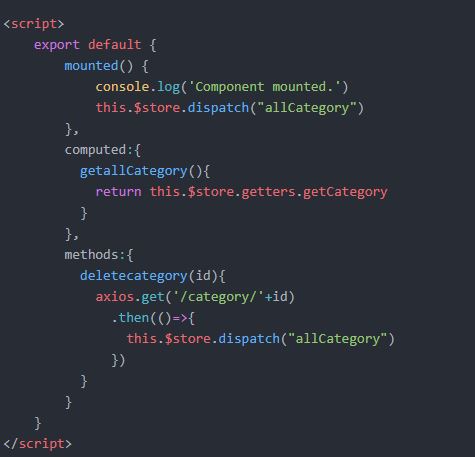 <script>
    export default {
        mounted() {
            console.log('Component mounted.')
            this.$store.dispatch("allCategory")
        },
        computed:{
          getallCategory(){
            return this.$store.getters.getCategory
          }
        },
        methods:{
          deletecategory(id){
            axios.get('/category/'+id)
              .then(()=>{
                this.$store.dispatch("allCategory")
              })
          }
        }
    }
</script>